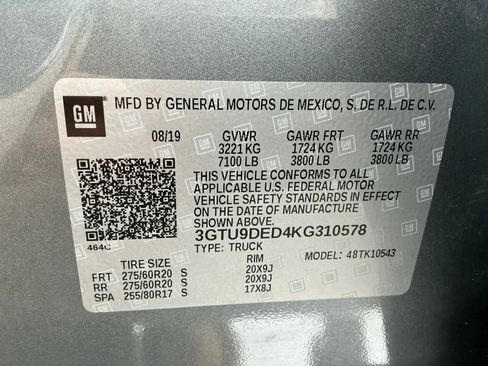 GM MFD BY GENERAL MOTORS DE MEXICO, S. DE R.L. DE C.V.
08/19 GVWR GAWR FRT GAWR RR
3221 KG 1724 KG 1724 KG
7100 LB 3800 LB 3800 LB
THIS VEHICLE CONFORMS TO ALL
APPLICABLE U.S. FEDERAL MOTOR
VEHICLE SAFETY STANDARDS IN EFFECT
ON THE DATE OF MANUFACTURE
SHOWN ABOVE.
464C 3GTU9DED4KG310578
TYPE: TRUCK
TIRE SIZE RIM MODEL: 48TK10543
FRT 275/60R20 S 20X9J
RR 275/60R20 S 20X9J
SPA 255/80R17 S 17X8J